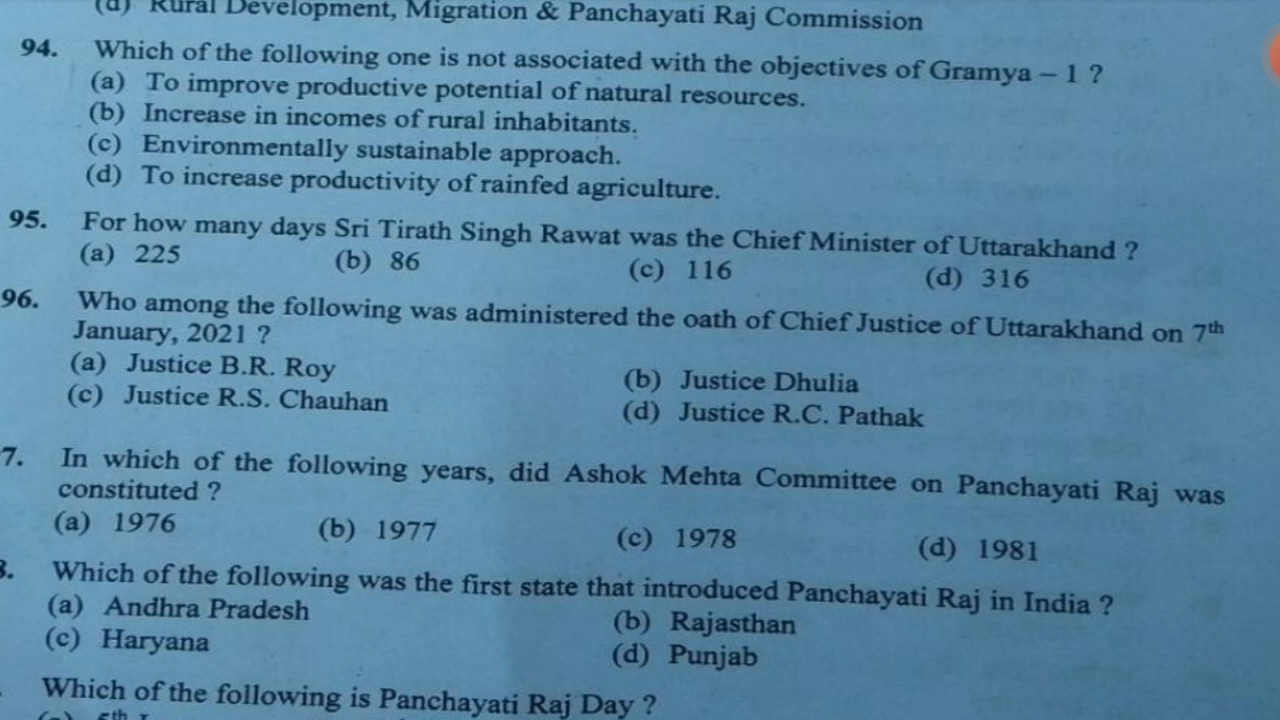 (d) Rural Development, Migration & Panchayati Raj Commission
94. Which of the following one is not associated with the objectives of Gramya – 1 ?
(a) To improve productive potential of natural resources.
(b) Increase in incomes of rural inhabitants.
(c) Environmentally sustainable approach.
(d) To increase productivity of rainfed agriculture.
95. For how many days Sri Tirath Singh Rawat was the Chief Minister of Uttarakhand ?
(a) 225 (b) 86 (c) 116 (d) 316
96. Who among the following was administered the oath of Chief Justice of Uttarakhand on 7th
January, 2021 ?
(a) Justice B.R. Roy (b) Justice Dhulia
(c) Justice R.S. Chauhan (d) Justice R.C. Pathak
7. In which of the following years, did Ashok Mehta Committee on Panchayati Raj was
constituted ?
(a) 1976 (b) 1977 (c) 1978 (d) 1981
8. Which of the following was the first state that introduced Panchayati Raj in India ?
(a) Andhra Pradesh (b) Rajasthan
(c) Haryana (d) Punjab
Which of the following is Panchayati Raj Day ?